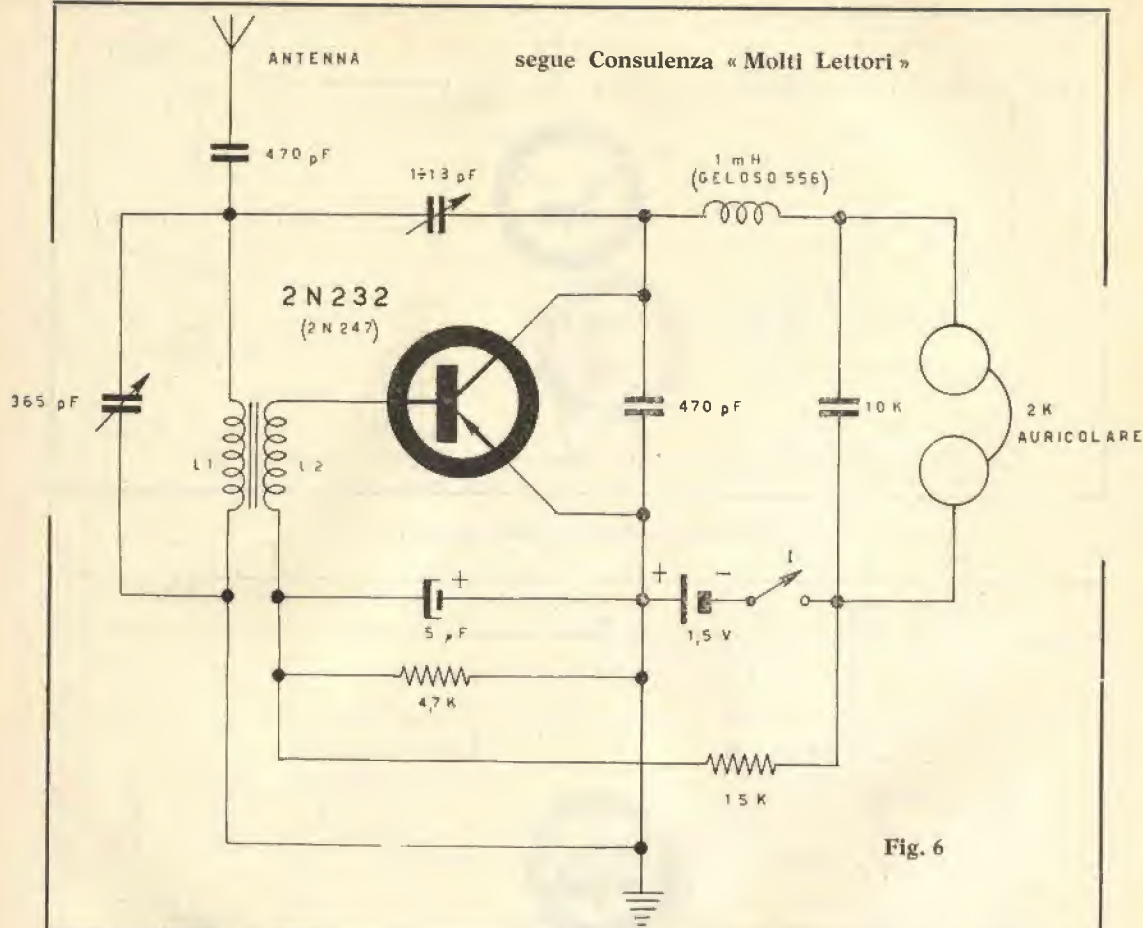 segue Consulenza « Molti Lettori »
ANTENNA
470 pF
1÷13 pF
1 mH
(GELOSO 556)
2N232
(2N247)
365 pF
470 pF
10 K
2 K
AURICOLARE
L1
L2
+
5 µF
+
-
1,5 V
I
4,7 K
15 K
Fig. 6